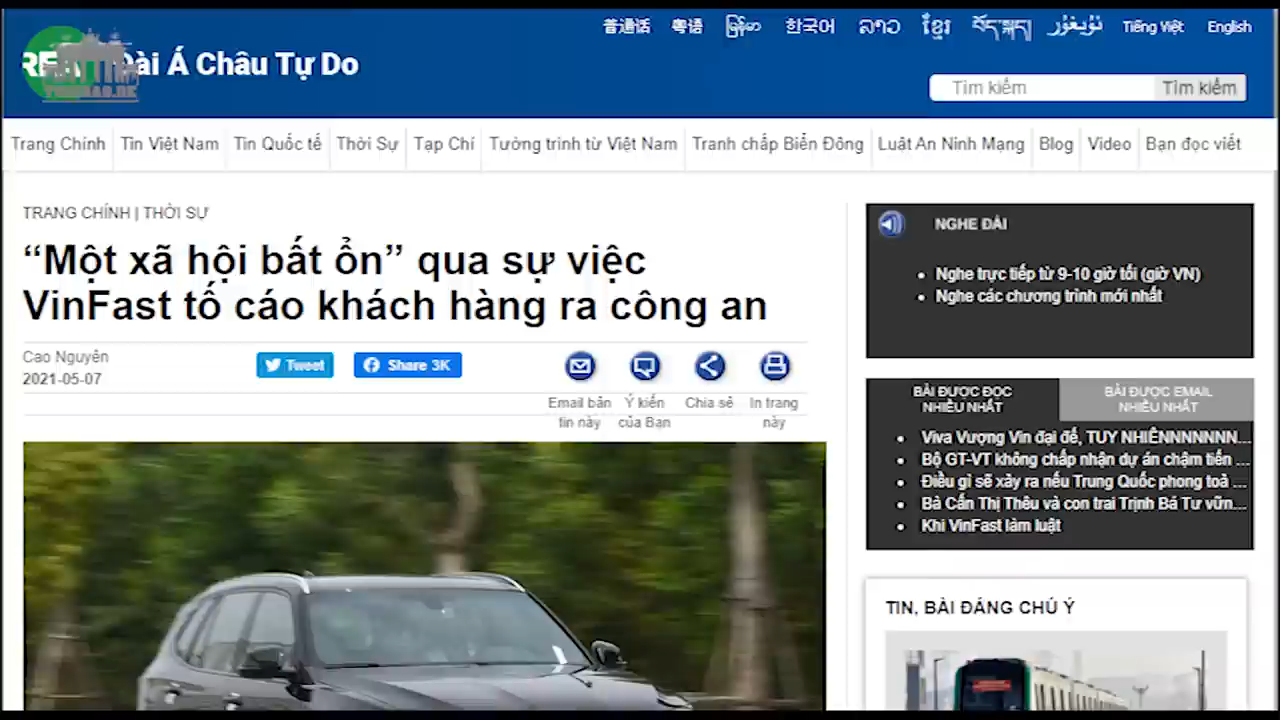 普通话 粤语 မြန်မာ 한국어 ລາວ ខ្មែរ བོད་སྐད། ئۇيغۇر Tiếng Việt English
Đài Á Châu Tự Do
Tìm kiếm Tìm kiếm
Trang Chính Tin Việt Nam Tin Quốc tế Thời Sự Tạp Chí Tường trình từ Việt Nam Tranh chấp Biển Đông Luật An Ninh Mạng Blog Video Bạn đọc viết
TRANG CHÍNH | THỜI SỰ
“Một xã hội bất ổn” qua sự việc
VinFast tố cáo khách hàng ra công an
Cao Nguyên
2021-05-07
Tweet Share 3K
Email bản tin này
Ý kiến của Bạn
Chia sẻ
In trang này
NGHE ĐÀI
Nghe trực tiếp từ 9-10 giờ tối (giờ VN)
Nghe các chương trình mới nhất
BÀI ĐƯỢC ĐỌC NHIỀU NHẤT
BÀI ĐƯỢC EMAIL NHIỀU NHẤT
Viva Vượng Vin đại đế, TUY NHIÊNNNNNNN...
Bộ GT-VT không chấp nhận dự án chậm tiến ...
Điều gì sẽ xảy ra nếu Trung Quốc phong toả ...
Bà Cấn Thị Thêu và con trai Trịnh Bá Tư vữn...
Khi VinFast làm luật
TIN, BÀI ĐÁNG CHÚ Ý